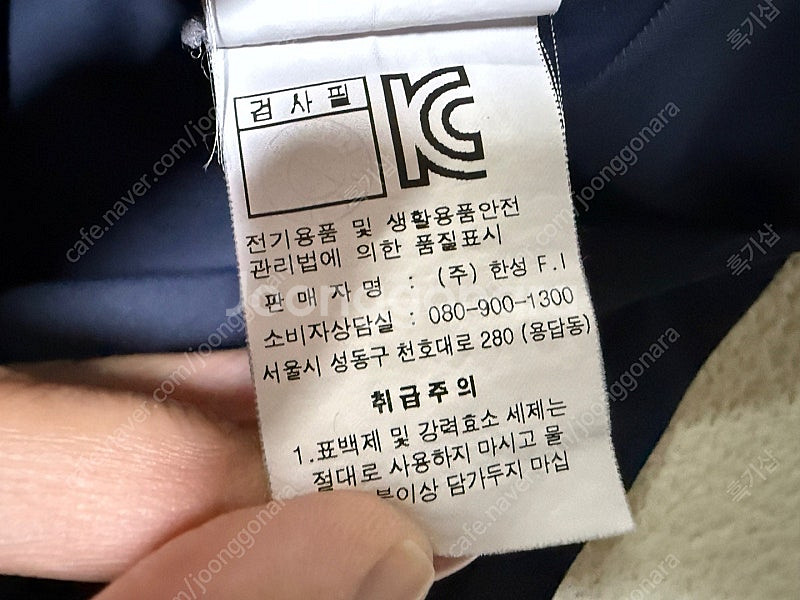 검사필
KC
전기용품 및 생활용품안전
관리법에 의한 품질표시
판 매 자 명 : (주) 한성 F.I
소비자상담실 : 080-900-1300
서울시 성동구 천호대로 280 (용답동)
취급주의
1.표백제 및 강력효소 세제는
절대로 사용하지 마시고 물
분이상 담가두지 마십
cafe.naver.com/joonggonara
흑기삽